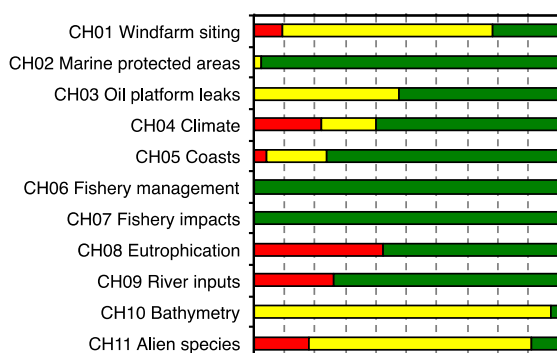 CH01 Windfarm siting
CH02 Marine protected areas
CH03 Oil platform leaks
CH04 Climate
CH05 Coasts
CH06 Fishery management
CH07 Fishery impacts
CH08 Eutrophication
CH09 River inputs
CH10 Bathymetry
CH11 Alien species